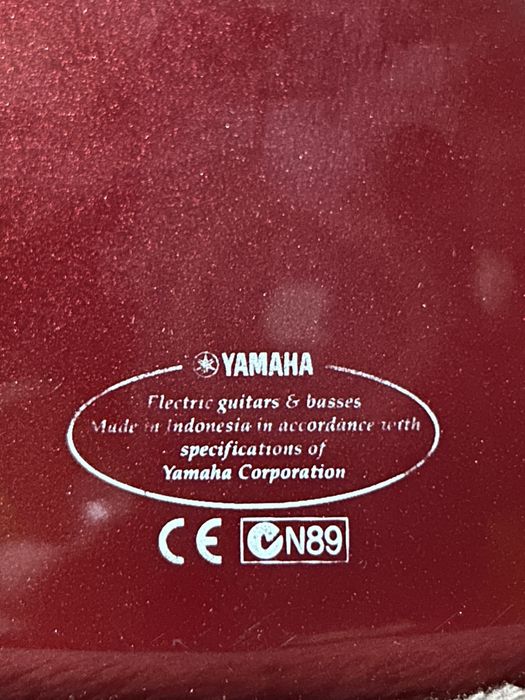 YAMAHA
Electric guitars & basses
Made in Indonesia in accordance with
specifications of
Yamaha Corporation
CE N89